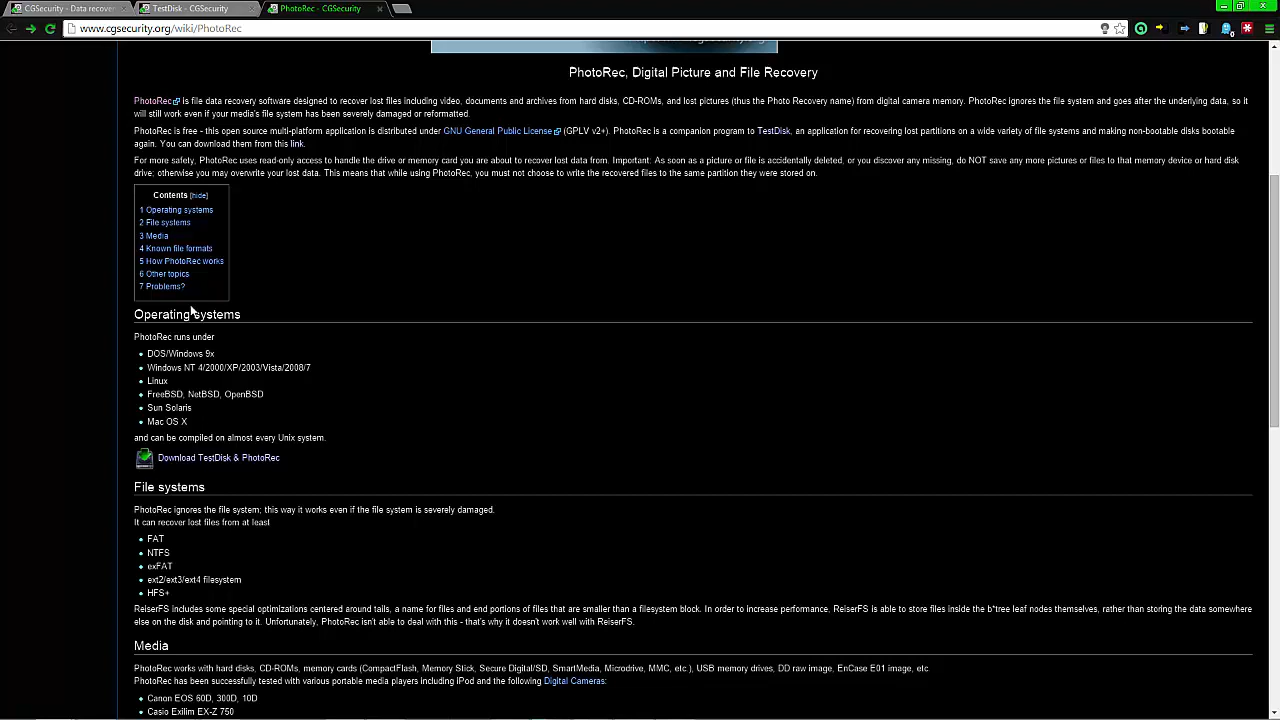 CGSecurity - Data recover
TestDisk - CGSecurity
PhotoRec - CGSecurity
www.cgsecurity.org/wiki/PhotoRec
PhotoRec, Digital Picture and File Recovery
PhotoRec is file data recovery software designed to recover lost files including video, documents and archives from hard disks, CD-ROMs, and lost pictures (thus the Photo Recovery name) from digital camera memory. PhotoRec ignores the file system and goes after the underlying data, so it
will still work even if your media's file system has been severely damaged or reformatted.
PhotoRec is free - this open source multi-platform application is distributed under GNU General Public License (GPLV v2+). PhotoRec is a companion program to TestDisk, an application for recovering lost partitions on a wide variety of file systems and making non-bootable disks bootable
again. You can download them from this link.
For more safety, PhotoRec uses read-only access to handle the drive or memory card you are about to recover lost data from. Important: As soon as a picture or file is accidentally deleted, or you discover any missing, do NOT save any more pictures or files to that memory device or hard disk
drive; otherwise you may overwrite your lost data. This means that while using PhotoRec, you must not choose to write the recovered files to the same partition they were stored on.
Contents [hide]
1 Operating systems
2 File systems
3 Media
4 Known file formats
5 How PhotoRec works
6 Other topics
7 Problems?
Operating systems
PhotoRec runs under
DOS/Windows 9x
Windows NT 4/2000/XP/2003/Vista/2008/7
Linux
FreeBSD, NetBSD, OpenBSD
Sun Solaris
Mac OS X
and can be compiled on almost every Unix system.
Download TestDisk & PhotoRec
File systems
PhotoRec ignores the file system; this way it works even if the file system is severely damaged.
It can recover lost files from at least
FAT
NTFS
exFAT
ext2/ext3/ext4 filesystem
HFS+
ReiserFS includes some special optimizations centered around tails, a name for files and end portions of files that are smaller than a filesystem block. In order to increase performance, ReiserFS is able to store files inside the b*tree leaf nodes themselves, rather than storing the data somewhere
else on the disk and pointing to it. Unfortunately, PhotoRec isn't able to deal with this - that's why it doesn't work well with ReiserFS.
Media
PhotoRec works with hard disks, CD-ROMs, memory cards (CompactFlash, Memory Stick, Secure Digital/SD, SmartMedia, Microdrive, MMC, etc.), USB memory drives, DD raw image, EnCase E01 image, etc.
PhotoRec has been successfully tested with various portable media players including iPod and the following Digital Cameras:
Canon EOS 60D, 300D, 10D
Casio Exilim EX-Z 750